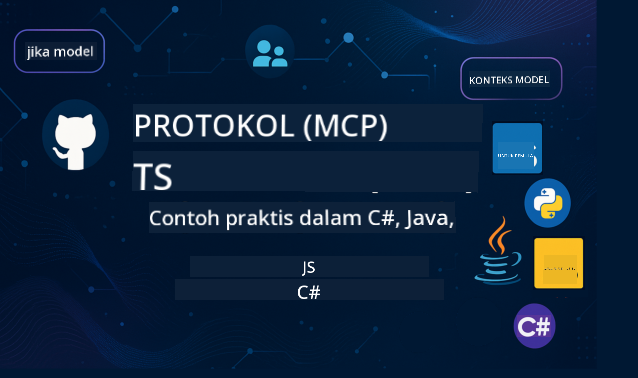 jika model
KONTEKS MODEL
PROTOKOL (MCP)
TS
Contoh praktis dalam C#, Java,
JS
C#
C#